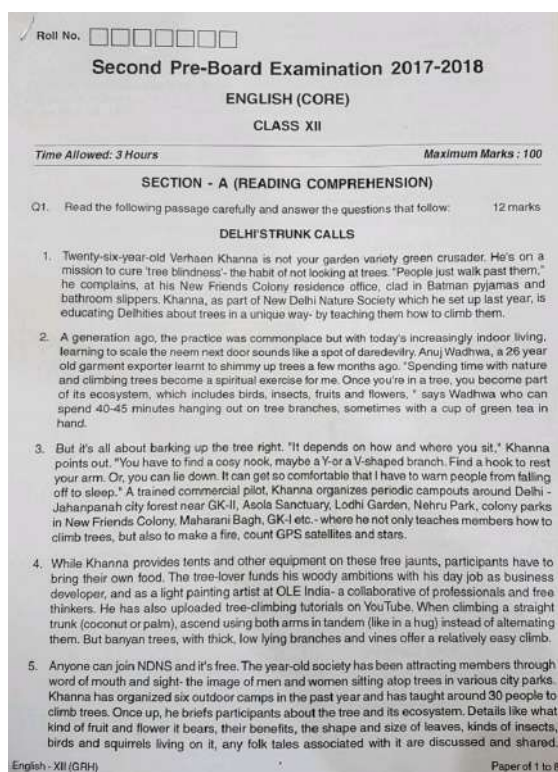 Roll No.
Second Pre-Board Examination 2017-2018
ENGLISH (CORE)
CLASS XII
Time Allowed: 3 Hours Maximum Marks : 100
SECTION - A (READING COMPREHENSION)
Q1. Read the following passage carefully and answer the questions that follow: 12 marks
DELHI'STRUNK CALLS
1. Twenty-six-year-old Verhaen Khanna is not your garden variety green crusader. He's on a
mission to cure 'tree blindness'- the habit of not looking at trees. "People just walk past them,"
he complains, at his New Friends Colony residence office, clad in Batman pyjamas and
bathroom slippers. Khanna, as part of New Delhi Nature Society which he set up last year, is
educating Delhities about trees in a unique way- by teaching them how to climb them.
2. A generation ago, the practice was commonplace but with today's increasingly indoor living,
learning to scale the neem next door sounds like a spot of daredevilry. Anuj Wadhwa, a 26 year
old garment exporter learnt to shimmy up trees a few months ago. "Spending time with nature
and climbing trees become a spiritual exercise for me. Once you're in a tree, you become part
of its ecosystem, which includes birds, insects, fruits and flowers, " says Wadhwa who can
spend 40-45 minutes hanging out on tree branches, sometimes with a cup of green tea in
hand.
3. But it's all about barking up the tree right. "It depends on how and where you sit," Khanna
points out. "You have to find a cosy nook, maybe a Y-or a V-shaped branch. Find a hook to rest
your arm. Or, you can lie down. It can get so comfortable that I have to warn people from falling
off to sleep." A trained commercial pilot, Khanna organizes periodic campouts around Delhi -
Jahanpanah city forest near GK-II, Asola Sanctuary, Lodhi Garden, Nehru Park, colony parks
in New Friends Colony, Maharani Bagh, GK-I etc.- where he not only teaches members how to
climb trees, but also to make a fire, count GPS satellites and stars.
4. While Khanna provides tents and other equipment on these free jaunts, participants have to
bring their own food. The tree-lover funds his woody ambitions with his day job as business
developer, and as a light painting artist at OLE India- a collaborative of professionals and free
thinkers. He has also uploaded tree-climbing tutorials on YouTube. When climbing a straight
trunk (coconut or palm), ascend using both arms in tandem (like in a hug) instead of alternating
them. But banyan trees, with thick, low lying branches and vines offer a relatively easy climb.
5. Anyone can join NDNS and it's free. The year-old society has been attracting members through
word of mouth and sight- the image of men and women sitting atop trees in various city parks.
Khanna has organized six outdoor camps in the past year and has taught around 30 people to
climb trees. Once up, he briefs participants about the tree and its ecosystem. Details like what
kind of fruit and flower it bears, their benefits, the shape and size of leaves, kinds of insects,
birds and squirrels living on it, any folk tales associated with it are discussed and shared.
English - XII (GRH) Paper of 1 to 8